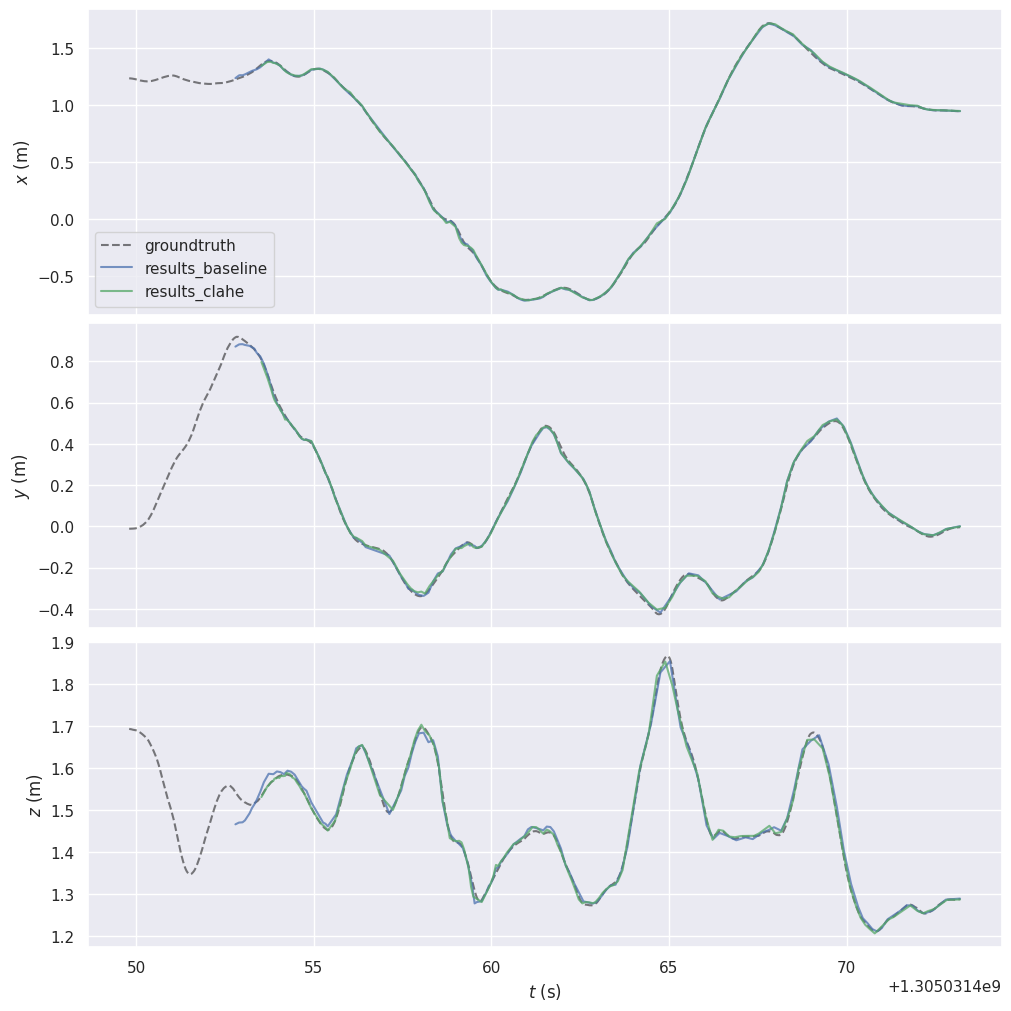 1.5
1.0
0.5
0.0
−0.5
x (m)
groundtruth
results_baseline
results_clahe
0.8
0.6
0.4
0.2
0.0
−0.2
−0.4
y (m)
1.9
1.8
1.7
1.6
1.5
1.4
1.3
1.2
z (m)
50 55 60 65 70
t (s)
+1.3050314e9